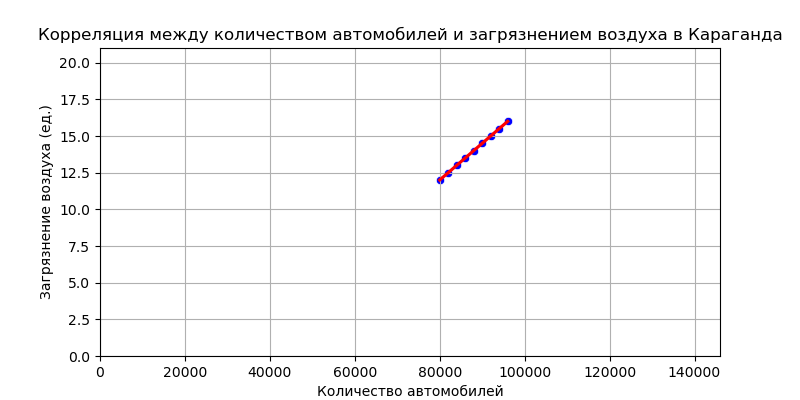 Корреляция между количеством автомобилей и загрязнением воздуха в Караганда
20.0
17.5
15.0
12.5
10.0
7.5
5.0
2.5
0.0
Загрязнение воздуха (ед.)
0 20000 40000 60000 80000 100000 120000 140000
Количество автомобилей